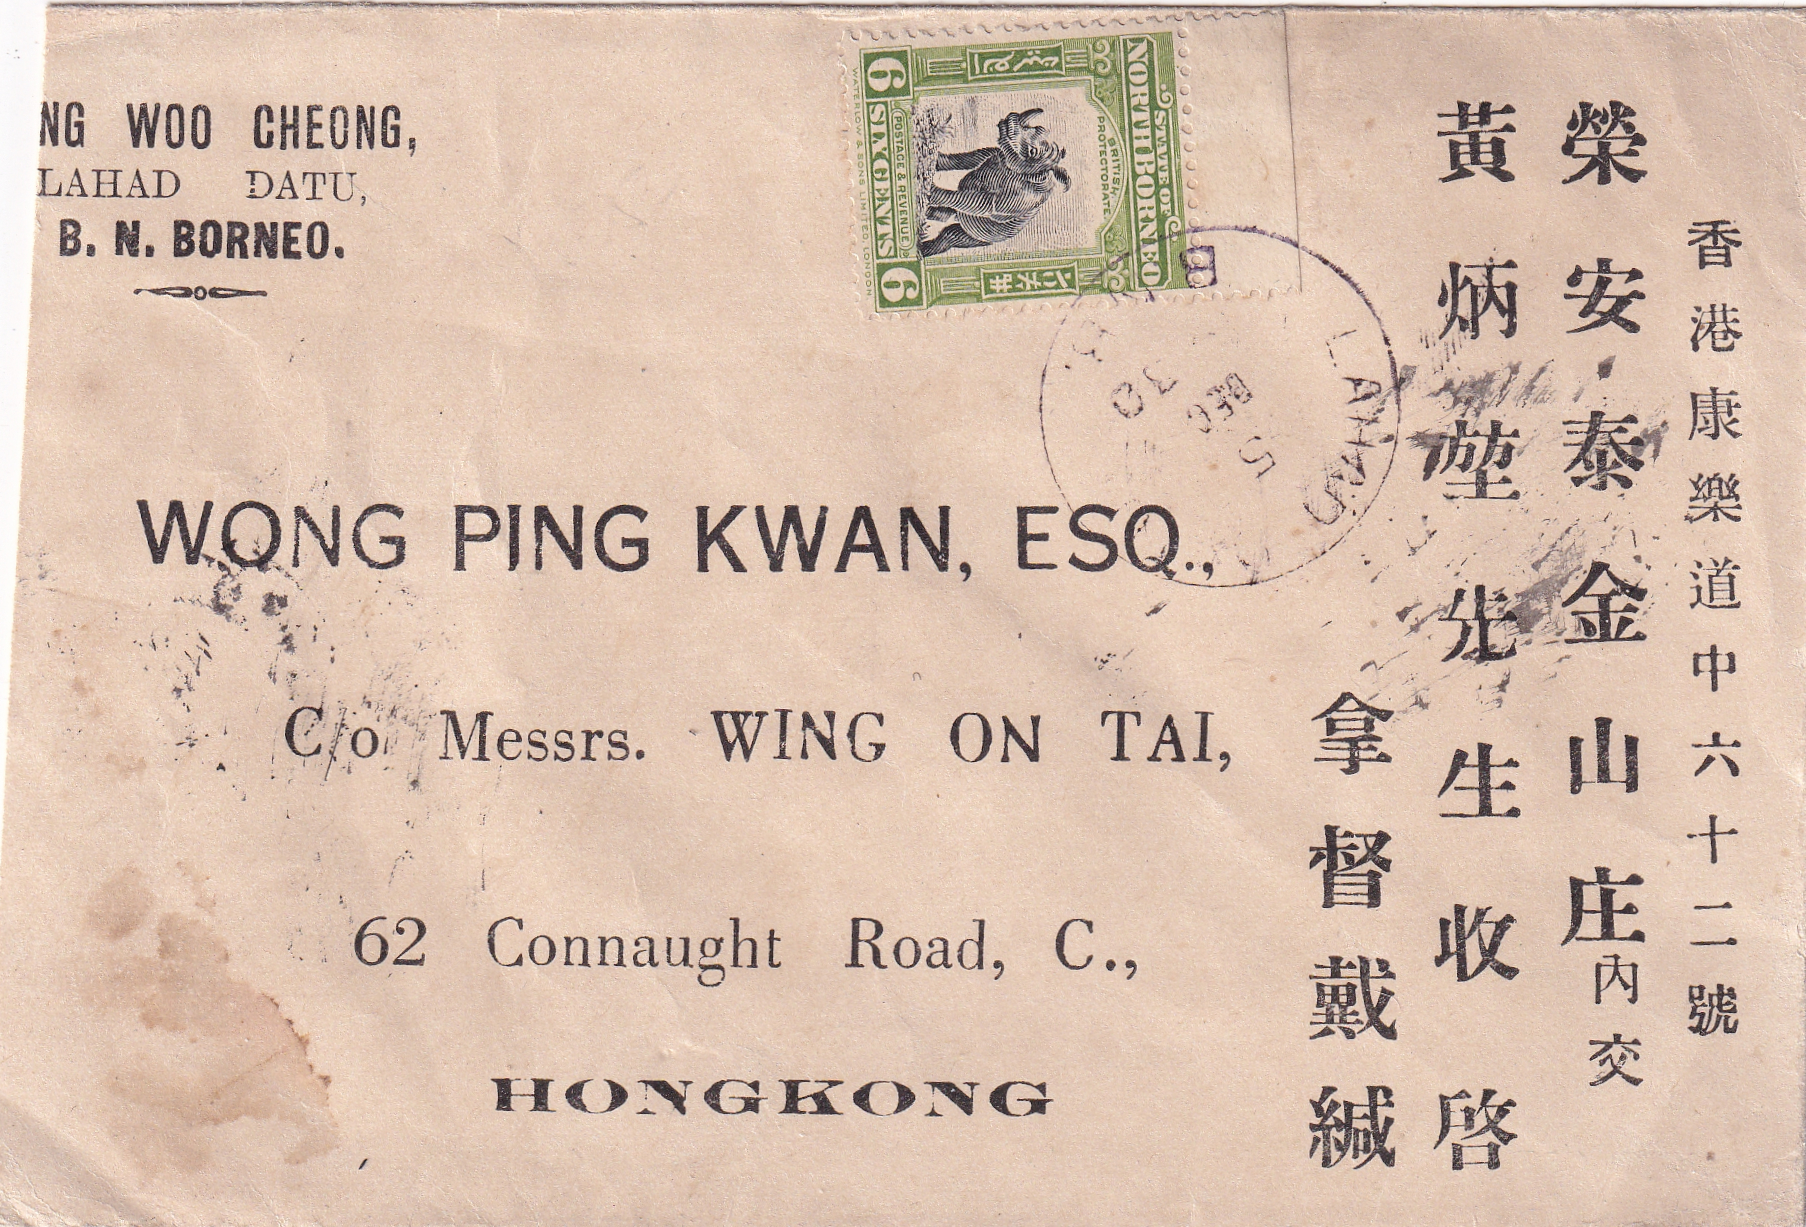 NG WOO CHEONG,
LAHAD DATU,
B. N. BORNEO.
STATE OF
NORTH BORNEO
BRITISH
PROTECTORATE
POSTAGE & REVENUE
6 SIX CENTS 6
WATERLOW & SONS LIMITED, LONDON
LAHAD
5
DEC
30
WONG PING KWAN, ESQ.,
C/o Messrs. WING ON TAI,
62 Connaught Road, C.,
HONGKONG
香港康樂道中六十二號
榮安泰金山庄內交
黃炳堃先生收啓
拿督戴緘